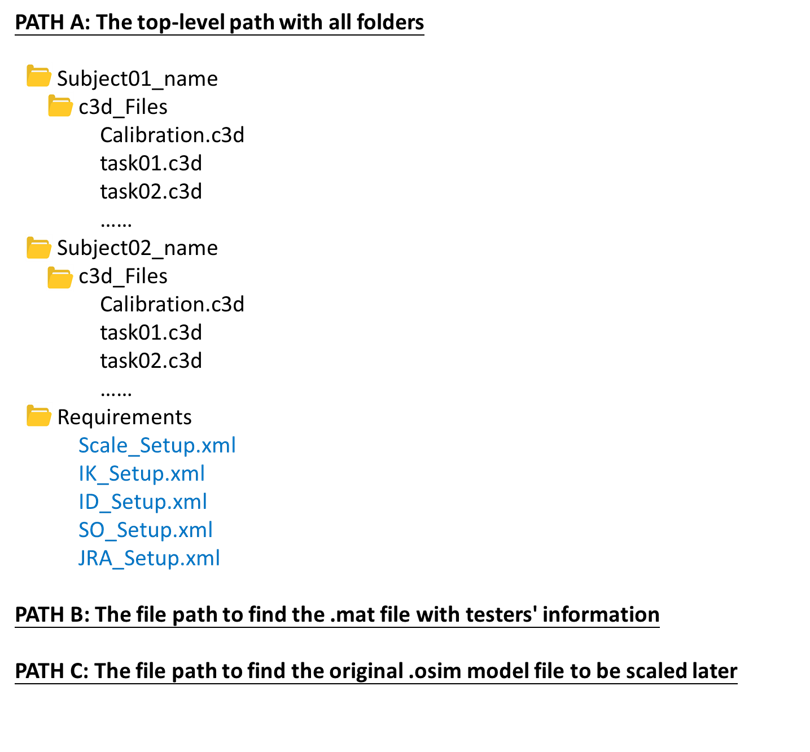 PATH A: The top-level path with all folders
Subject01_name
c3d_Files
Calibration.c3d
task01.c3d
task02.c3d
......
Subject02_name
c3d_Files
Calibration.c3d
task01.c3d
task02.c3d
......
Requirements
Scale_Setup.xml
IK_Setup.xml
ID_Setup.xml
SO_Setup.xml
JRA_Setup.xml
PATH B: The file path to find the .mat file with testers' information
PATH C: The file path to find the original .osim model file to be scaled later